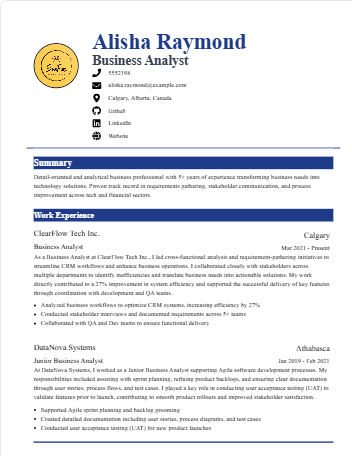 Alisha Raymond
Business Analyst
5552198
alisha.raymond@example.com
Calgary, Alberta, Canada
Github
LinkedIn
Website
Summary
Detail-oriented and analytical business professional with 5+ years of experience transforming business needs into
technology solutions. Proven track record in requirements gathering, stakeholder communication, and process
improvement across tech and financial sectors.
Work Experience
ClearFlow Tech Inc.
Calgary
Business Analyst
Mar 2021 - Present
As a Business Analyst at ClearFlow Tech Inc., I led cross-functional analysis and requirement-gathering initiatives to
streamline CRM workflows and enhance business operations. I collaborated closely with stakeholders across
multiple departments to identify inefficiencies and translate business needs into actionable solutions. My work
directly contributed to a 27% improvement in system efficiency and supported the successful delivery of key features
through coordination with development and QA teams.
• Analyzed business workflows to optimize CRM systems, increasing efficiency by 27%
• Conducted stakeholder interviews and documented requirements across 5+ teams
• Collaborated with QA and Dev teams to ensure functional delivery
DataNova Systems
Athabasca
Junior Business Analyst
Jan 2019 - Feb 2021
At DataNova Systems, I worked as a Junior Business Analyst supporting Agile software development processes. My
responsibilities included assisting with sprint planning, refining product backlogs, and ensuring clear documentation
through user stories, process flows, and test cases. I played a key role in conducting user acceptance testing (UAT) to
validate features prior to launch, contributing to smooth product rollouts and improved stakeholder satisfaction.
• Supported Agile sprint planning and backlog grooming
• Created detailed documentation including user stories, process diagrams, and test cases
• Conducted user acceptance testing (UAT) for new product launches